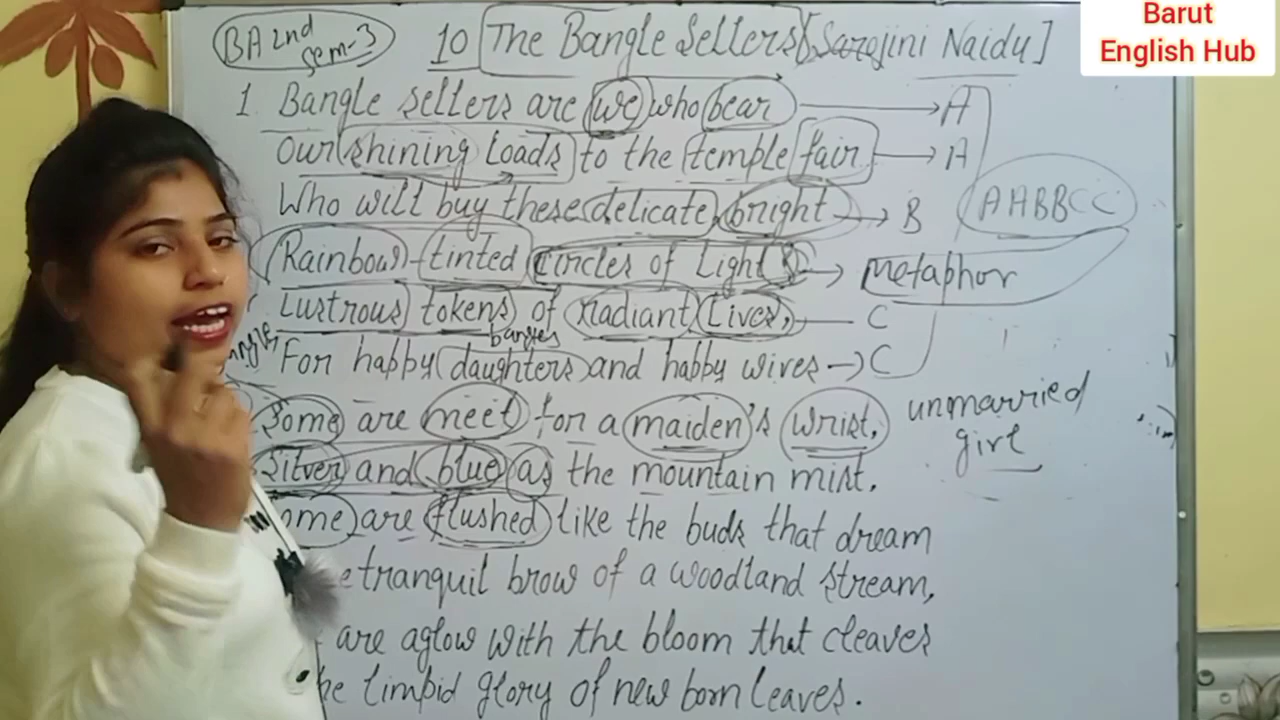 Barut
English Hub
BA 2nd
sem-3
10 The Bangle Sellers [Sarojini Naidu]
1. Bangle sellers are we who bear → A
Our shining Loads to the temple fair → A
Who will buy these delicate, bright → B
AABBCC
Rainbow-tinted circles of Light → Metaphor
Lustrous tokens of radiant Lives, C
bangles
For happy daughters and happy wives → C
Some are meet for a maiden's wrist,
unmarried
girl
Silver and blue as the mountain mist,
ome are flushed like the buds that dream
e tranquil brow of a woodland stream,
are aglow with the bloom that cleaves
he limpid glory of new born leaves.